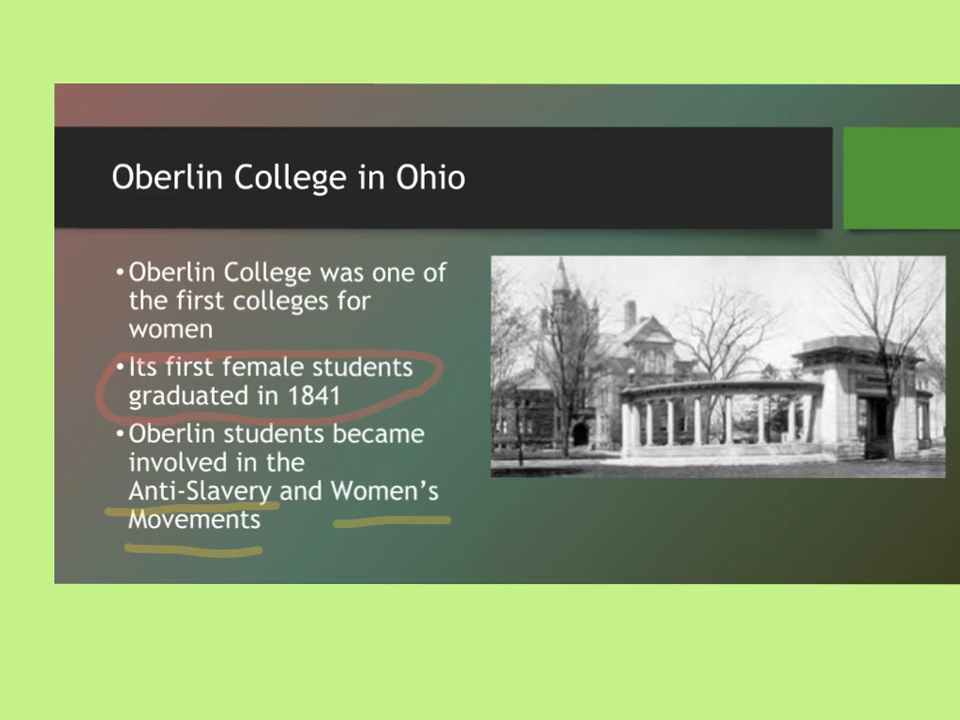 Oberlin College in Ohio
•Oberlin College was one of
the first colleges for
women
•Its first female students
graduated in 1841
•Oberlin students became
involved in the
Anti-Slavery and Women’s
Movements